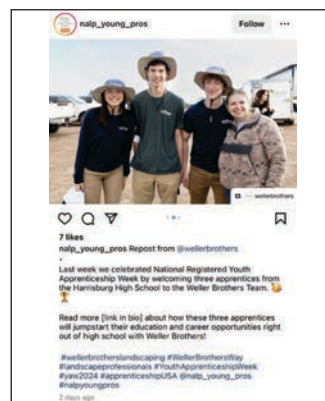 nalp_young_pros
Follow
wellerbrothers
7 likes
nalp_young_pros Repost from @wellerbrothers
•
Last week we celebrated National Registered Youth
Apprenticeship Week by welcoming three apprentices from
the Harrisburg High School to the Weller Brothers Team. 👏
🏆
Read more [link in bio] about how these three apprentices
will jumpstart their education and career opportunities right
out of high school with Weller Brothers!
#wellerbrotherslandscaping #WellerBrothersWay
#landscapeprofessionals #YouthApprenticeshipWeek
#yaw2024 #apprenticeshipUSA @nalp_young_pros
#nalpyoungpros
2 days ago